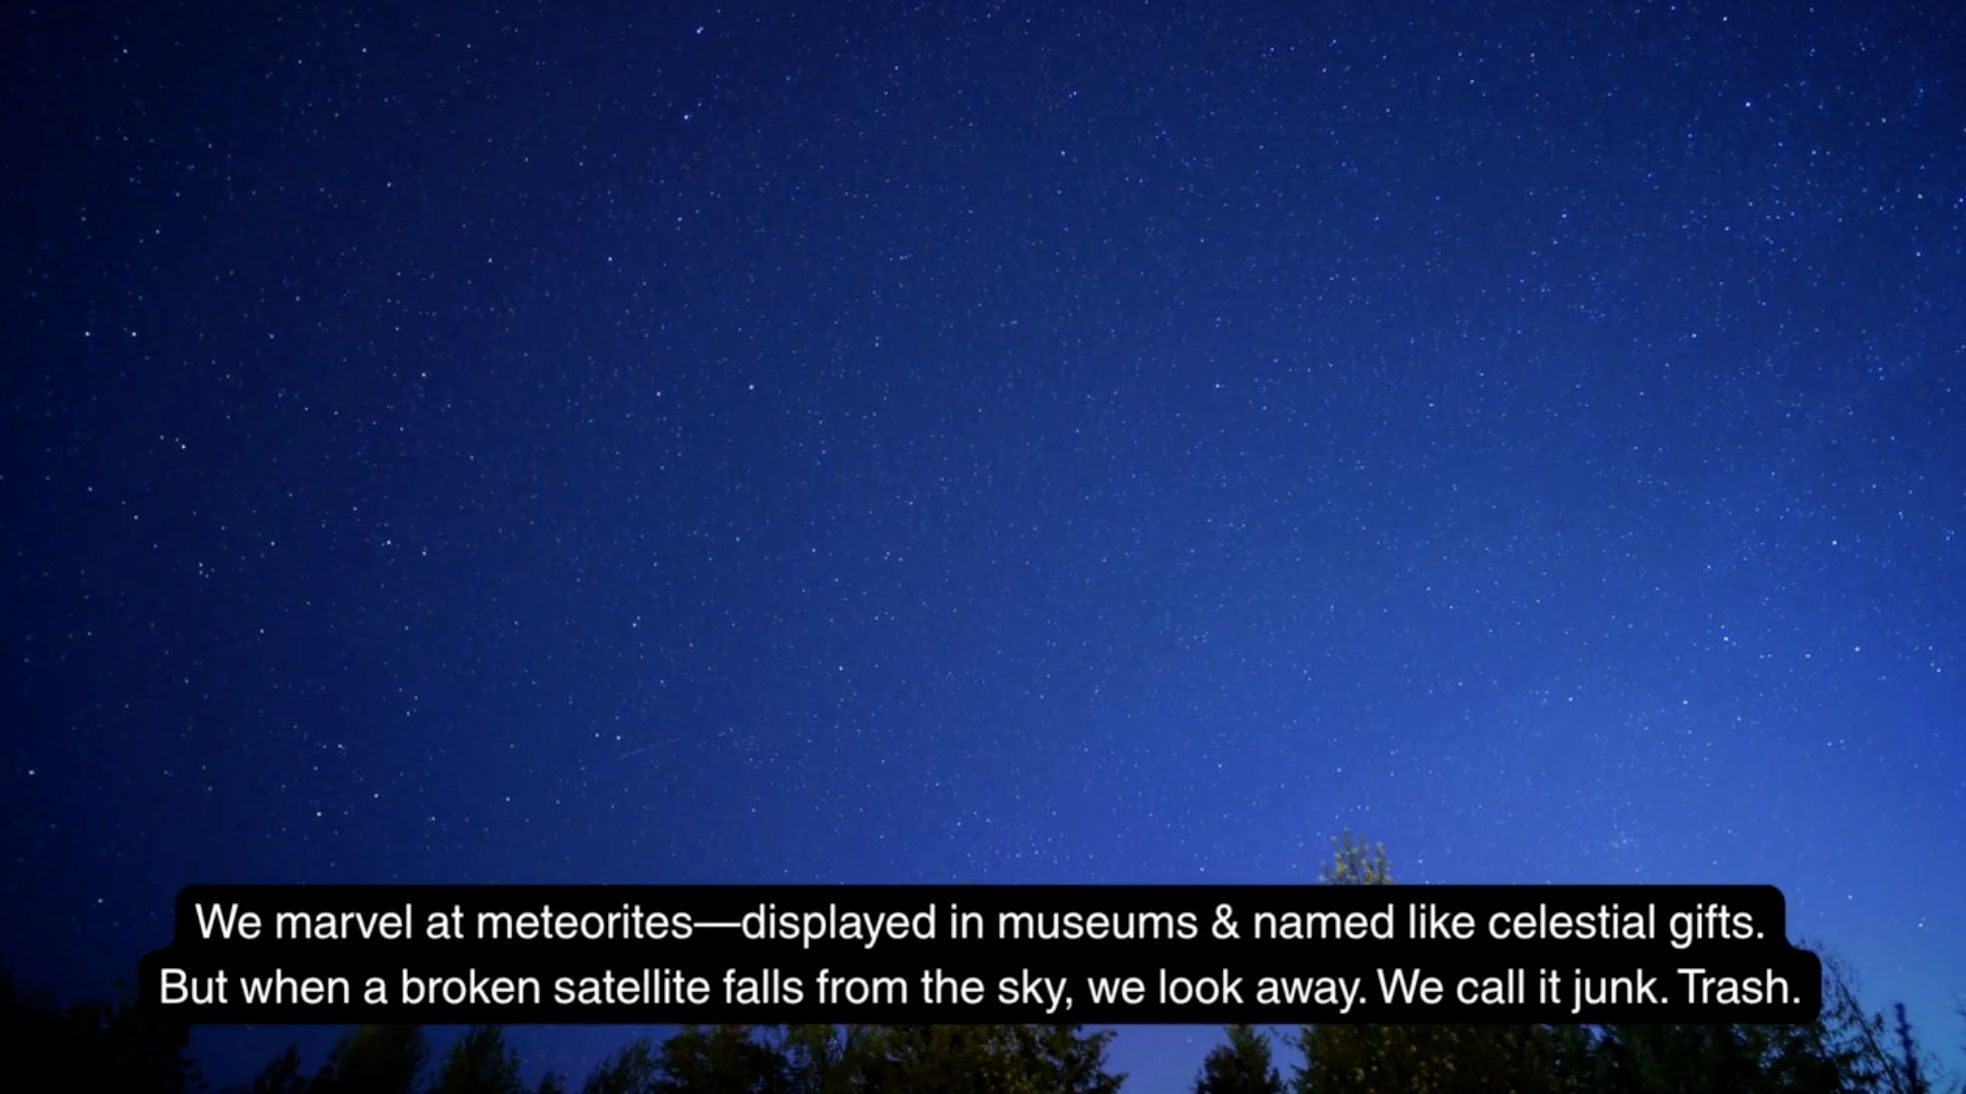 We marvel at meteorites—displayed in museums & named like celestial gifts.
But when a broken satellite falls from the sky, we look away. We call it junk. Trash.